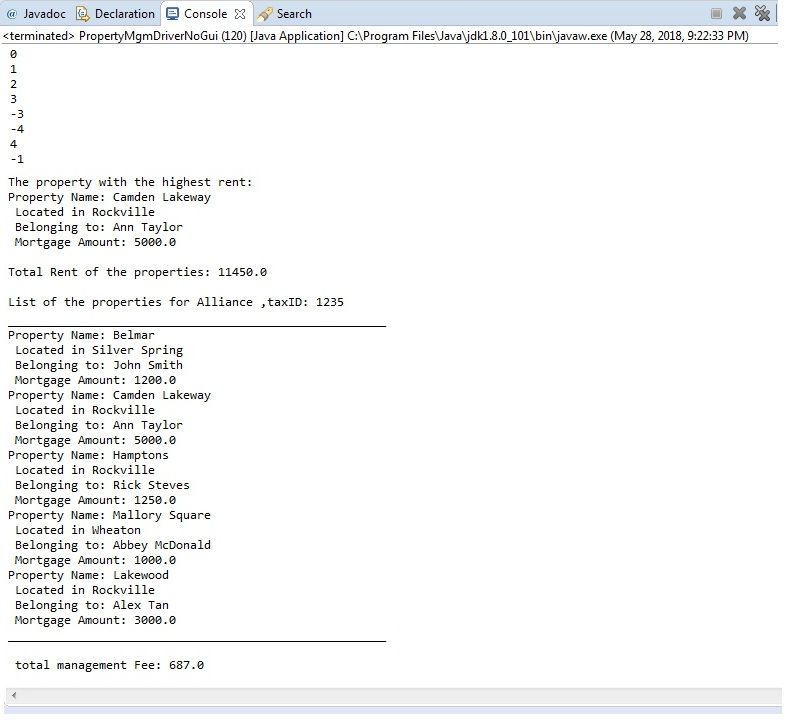 @ Javadoc Declaration Console Search
<terminated> PropertyMgmDriverNoGui (120) [Java Application] C:\Program Files\Java\jdk1.8.0_101\bin\javaw.exe (May 28, 2018, 9:22:33 PM)
0
1
2
3
-3
-4
4
-1
The property with the highest rent:
Property Name: Camden Lakeway
Located in Rockville
Belonging to: Ann Taylor
Mortgage Amount: 5000.0
Total Rent of the properties: 11450.0
List of the properties for Alliance ,taxID: 1235
Property Name: Belmar
Located in Silver Spring
Belonging to: John Smith
Mortgage Amount: 1200.0
Property Name: Camden Lakeway
Located in Rockville
Belonging to: Ann Taylor
Mortgage Amount: 5000.0
Property Name: Hamptons
Located in Rockville
Belonging to: Rick Steves
Mortgage Amount: 1250.0
Property Name: Mallory Square
Located in Wheaton
Belonging to: Abbey McDonald
Mortgage Amount: 1000.0
Property Name: Lakewood
Located in Rockville
Belonging to: Alex Tan
Mortgage Amount: 3000.0
total management Fee: 687.0